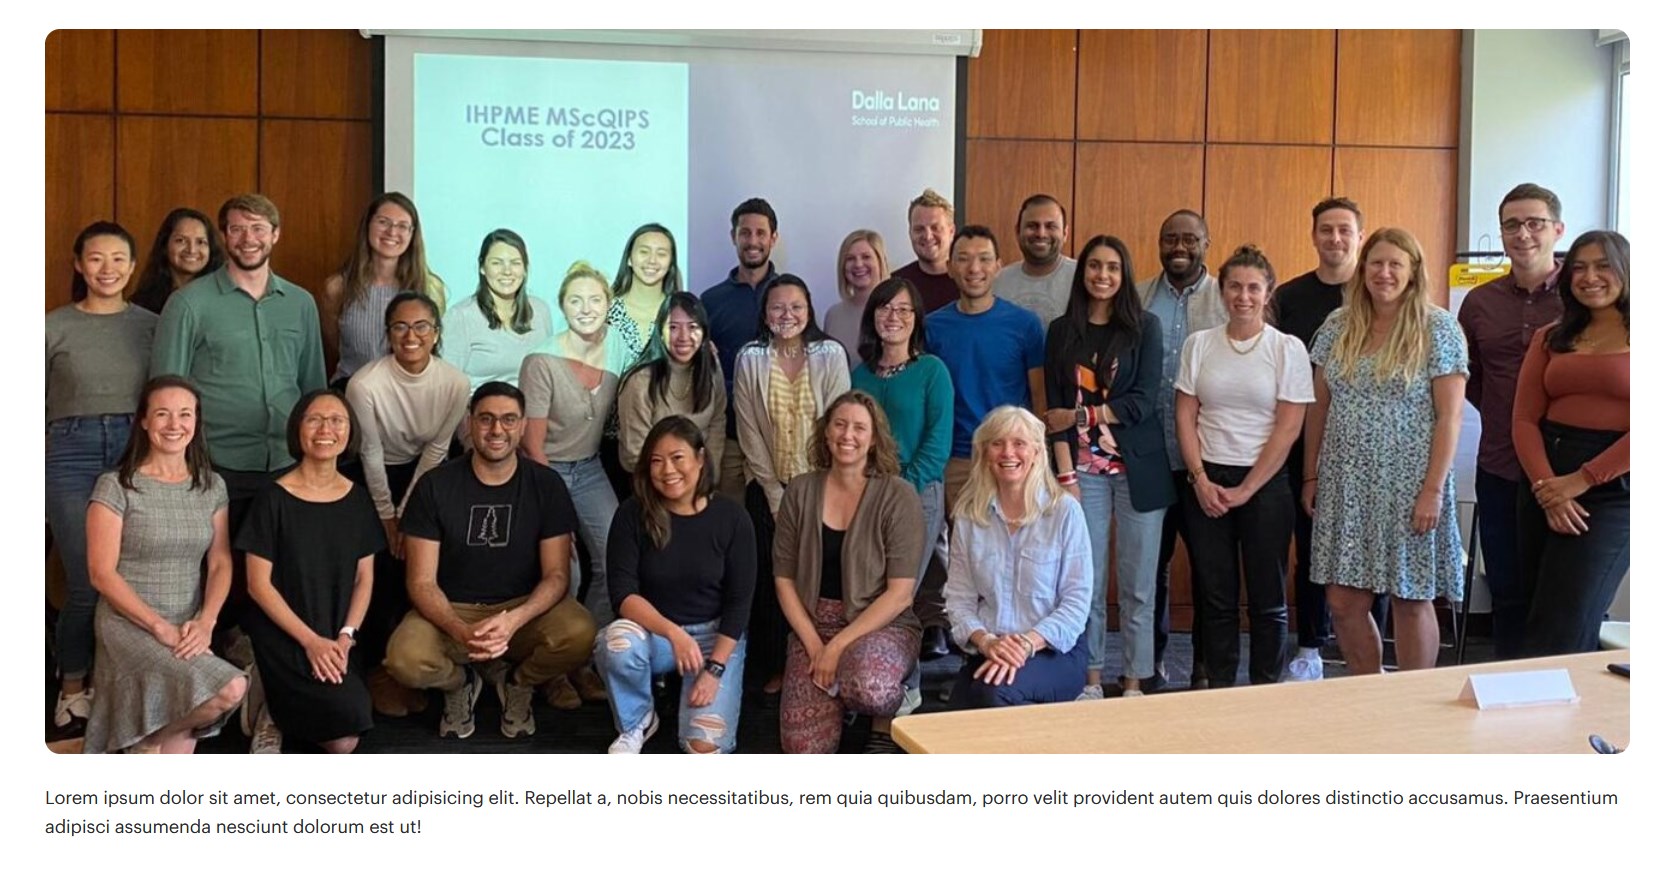 IHPME MScQIPS
Class of 2023
Dalla Lana
School of Public Health
Lorem ipsum dolor sit amet, consectetur adipisicing elit. Repellat a, nobis necessitatibus, rem quia quibusdam, porro velit provident autem quis dolores distinctio accusamus. Praesentium
adipisci assumenda nesciunt dolorum est ut!